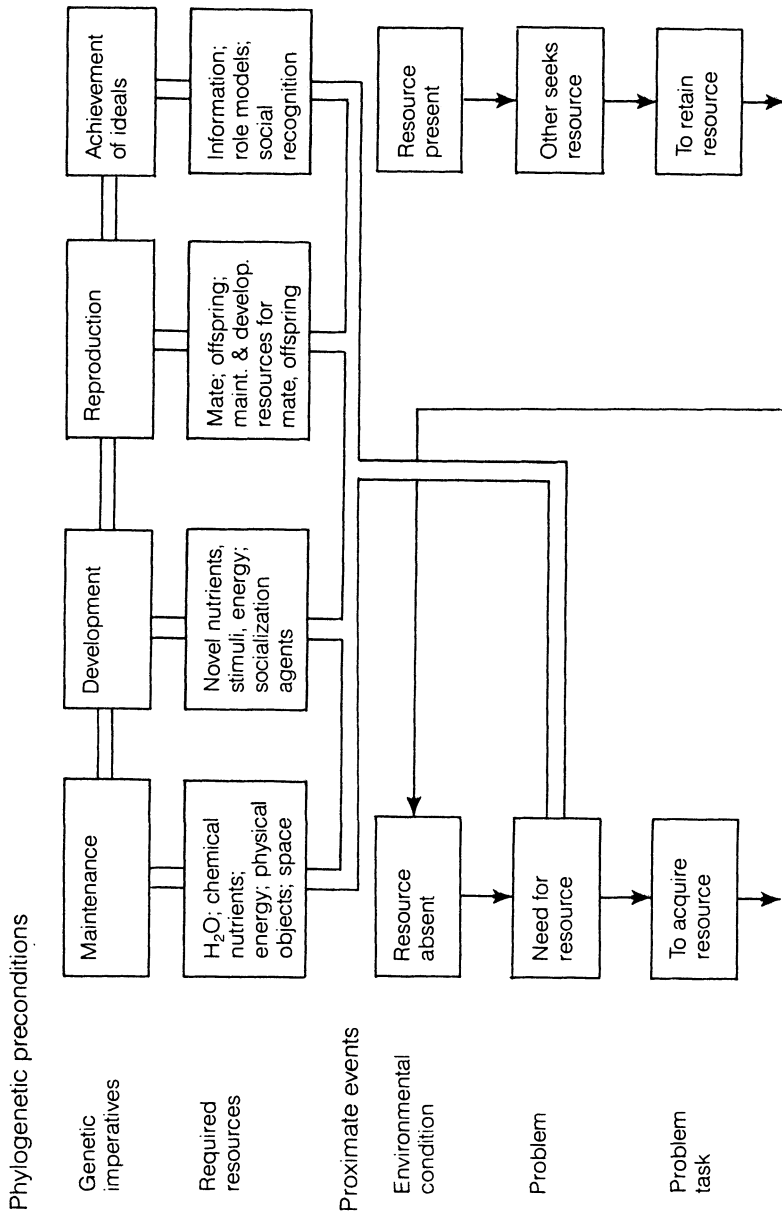 Phylogenetic preconditions
Genetic
imperatives
Maintenance
Development
Reproduction
Achievement
of ideals
Required
resources
H₂O; chemical
nutrients;
energy; physical
objects; space
Novel nutrients,
stimuli, energy;
socialization
agents
Mate; offspring;
maint. & develop.
resources for
mate, offspring
Information;
role models;
social
recognition
Proximate events
Environmental
condition
Resource
absent
Resource
present
Problem
Need for
resource
Other seeks
resource
Problem
task
To acquire
resource
To retain
resource